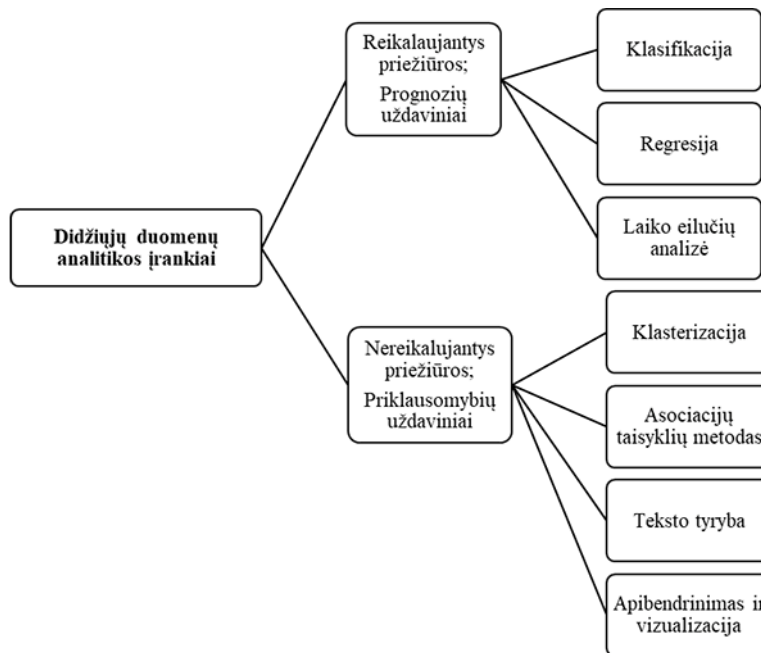 Didžiųjų duomenų
analitikos įrankiai
Reikalaujantys
priežiūros;
Prognozių
uždaviniai
Klasifikacija
Regresija
Laiko eilučių
analizė
Nereikalujantys
priežiūros;
Priklausomybių
uždaviniai
Klasterizacija
Asociacijų
taisyklių metodas
Teksto tyryba
Apibendrinimas ir
vizualizacija